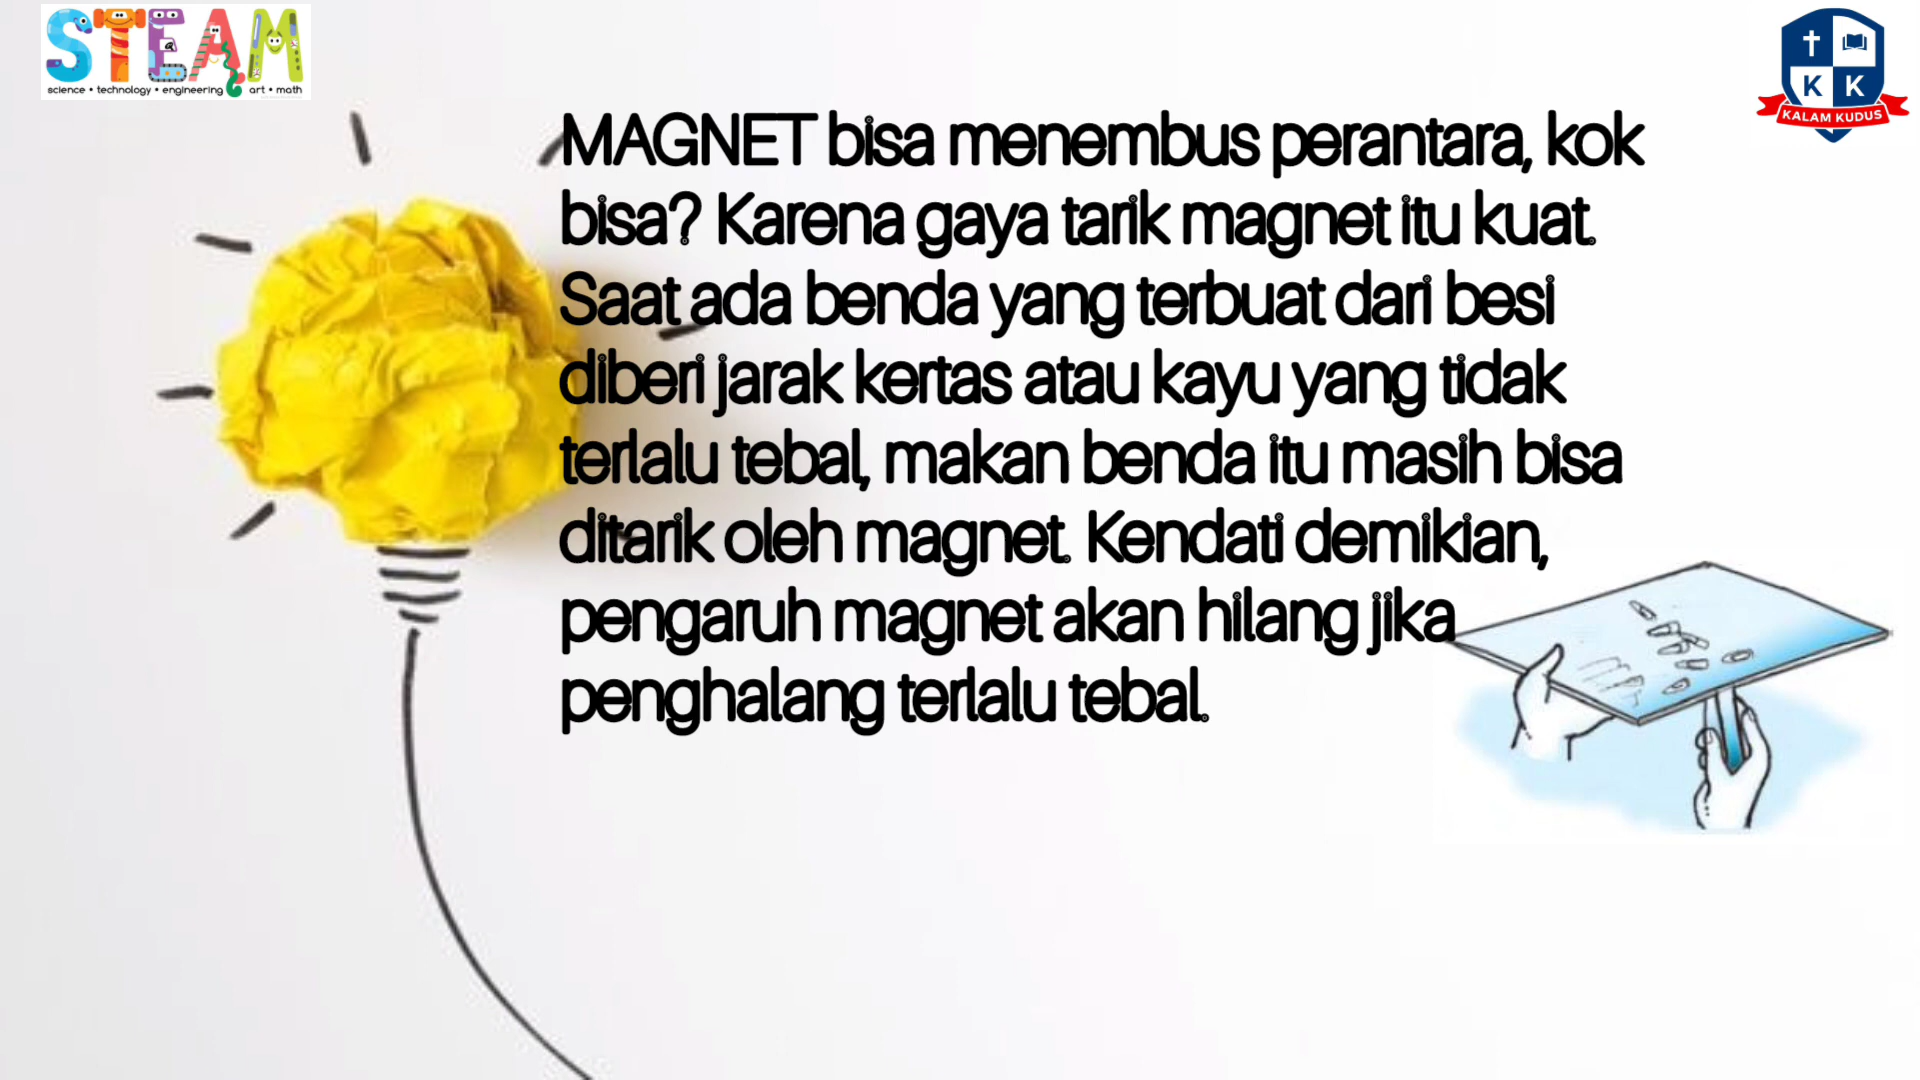 STEAM
science • technology • engineering art • math
KK
KALAM KUDUS
MAGNET bisa menembus perantara, kok
bisa? Karena gaya tarik magnet itu kuat.
Saat ada benda yang terbuat dari besi
diberi jarak kertas atau kayu yang tidak
terlalu tebal, makan benda itu masih bisa
ditarik oleh magnet. Kendati demikian,
pengaruh magnet akan hilang jika
penghalang terlalu tebal.